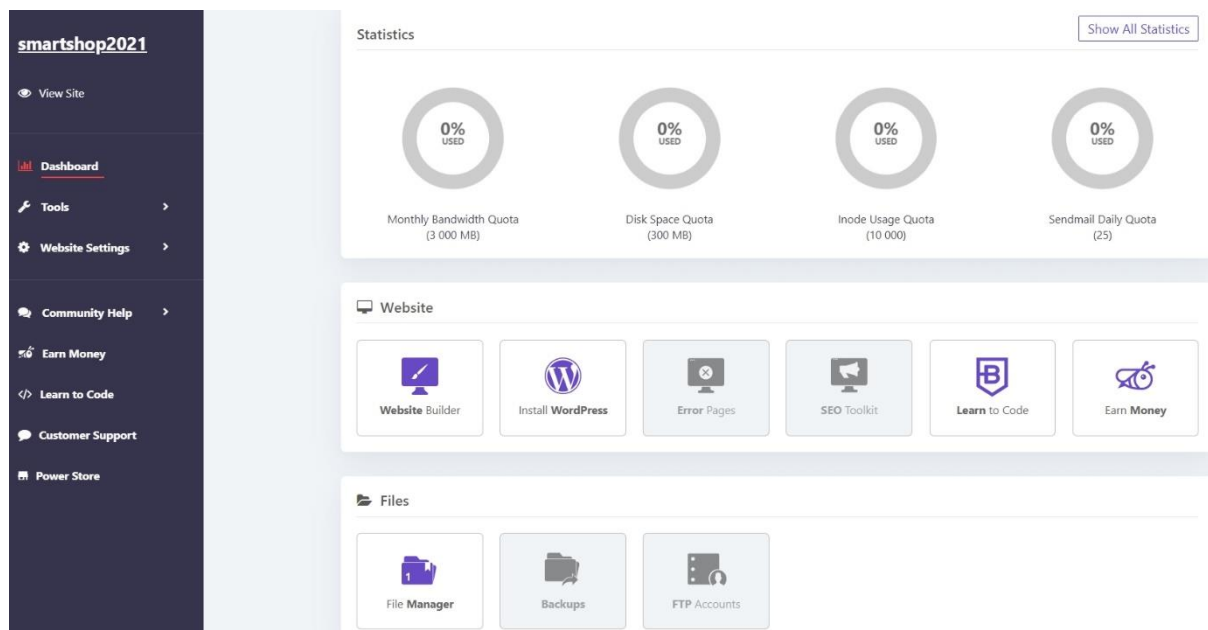 smartshop2021
View Site
Dashboard
Tools
Website Settings
Community Help
Earn Money
Learn to Code
Customer Support
Power Store
Statistics
Show All Statistics
0%
USED
Monthly Bandwidth Quota
(3 000 MB)
0%
USED
Disk Space Quota
(300 MB)
0%
USED
Inode Usage Quota
(10 000)
0%
USED
Sendmail Daily Quota
(25)
Website
Website Builder
Install WordPress
Error Pages
SEO Toolkit
Learn to Code
Earn Money
Files
1
File Manager
Backups
FTP Accounts